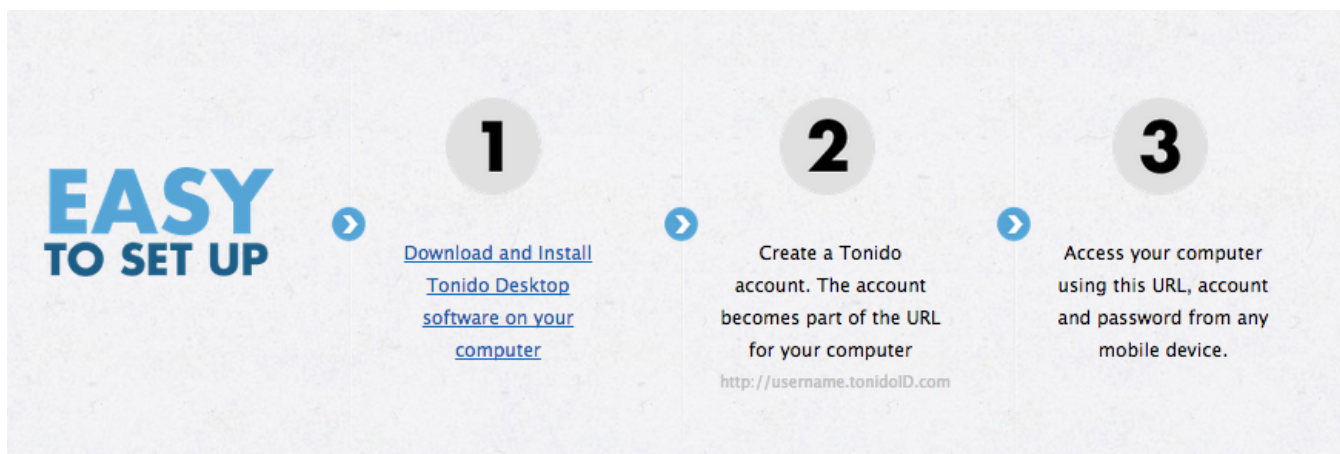 EASY
TO SET UP
1
Download and Install
Tonido Desktop
software on your
computer
2
Create a Tonido
account. The account
becomes part of the URL
for your computer
http://username.tonidoID.com
3
Access your computer
using this URL, account
and password from any
mobile device.